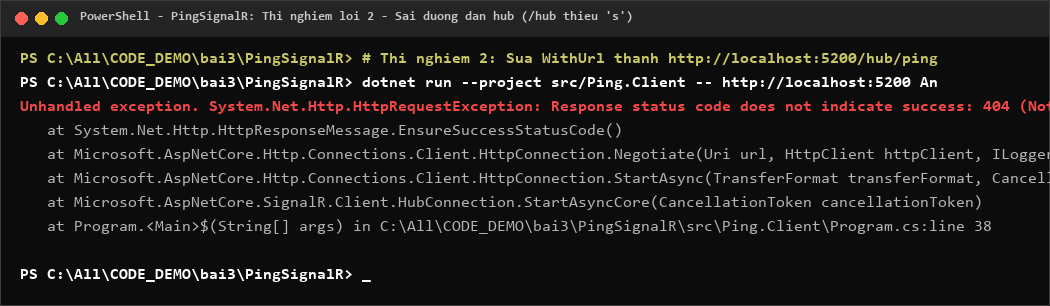 PowerShell - PingSignalR: Thi nghiem loi 2 - Sai duong dan hub (/hub thieu 's')
PS C:\All\CODE_DEMO\bai3\PingSignalR> # Thi nghiem 2: Sua WithUrl thanh http://localhost:5200/hub/ping
PS C:\All\CODE_DEMO\bai3\PingSignalR> dotnet run --project src/Ping.Client -- http://localhost:5200 An
Unhandled exception. System.Net.Http.HttpRequestException: Response status code does not indicate success: 404 (Not
at System.Net.Http.HttpResponseMessage.EnsureSuccessStatusCode()
at Microsoft.AspNetCore.Http.Connections.Client.HttpConnection.Negotiate(Uri url, HttpClient httpClient, ILogger
at Microsoft.AspNetCore.Http.Connections.Client.HttpConnection.StartAsync(TransferFormat transferFormat, Cancell
at Microsoft.AspNetCore.SignalR.Client.HubConnection.StartAsyncCore(CancellationToken cancellationToken)
at Program.<Main>$(String[] args) in C:\All\CODE_DEMO\bai3\PingSignalR\src\Ping.Client\Program.cs:line 38
PS C:\All\CODE_DEMO\bai3\PingSignalR> _